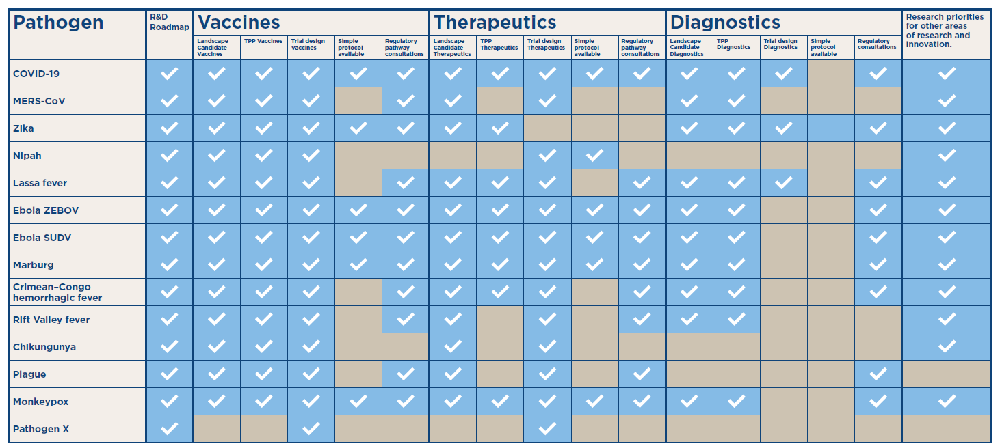 Pathogen
R&D
Roadmap
Vaccines
Therapeutics
Diagnostics
Research priorities
for other areas
of research and
innovation.
Landscape
Candidate
Vaccines
TPP Vaccines
Trial design
Vaccines
Simple
protocol
available
Regulatory
pathway
consultations
Landscape
Candidate
Therapeutics
TPP
Therapeutics
Trial design
Therapeutics
Simple
protocol
available
Regulatory
pathway
consultations
Landscape
Candidate
Diagnostics
TPP
Diagnostics
Trial design
Diagnostics
Simple
protocol
available
Regulatory
consultations
COVID-19
MERS-CoV
Zika
Nipah
Lassa fever
Ebola ZEBOV
Ebola SUDV
Marburg
Crimean–Congo
hemorrhagic fever
Rift Valley fever
Chikungunya
Plague
Monkeypox
Pathogen X